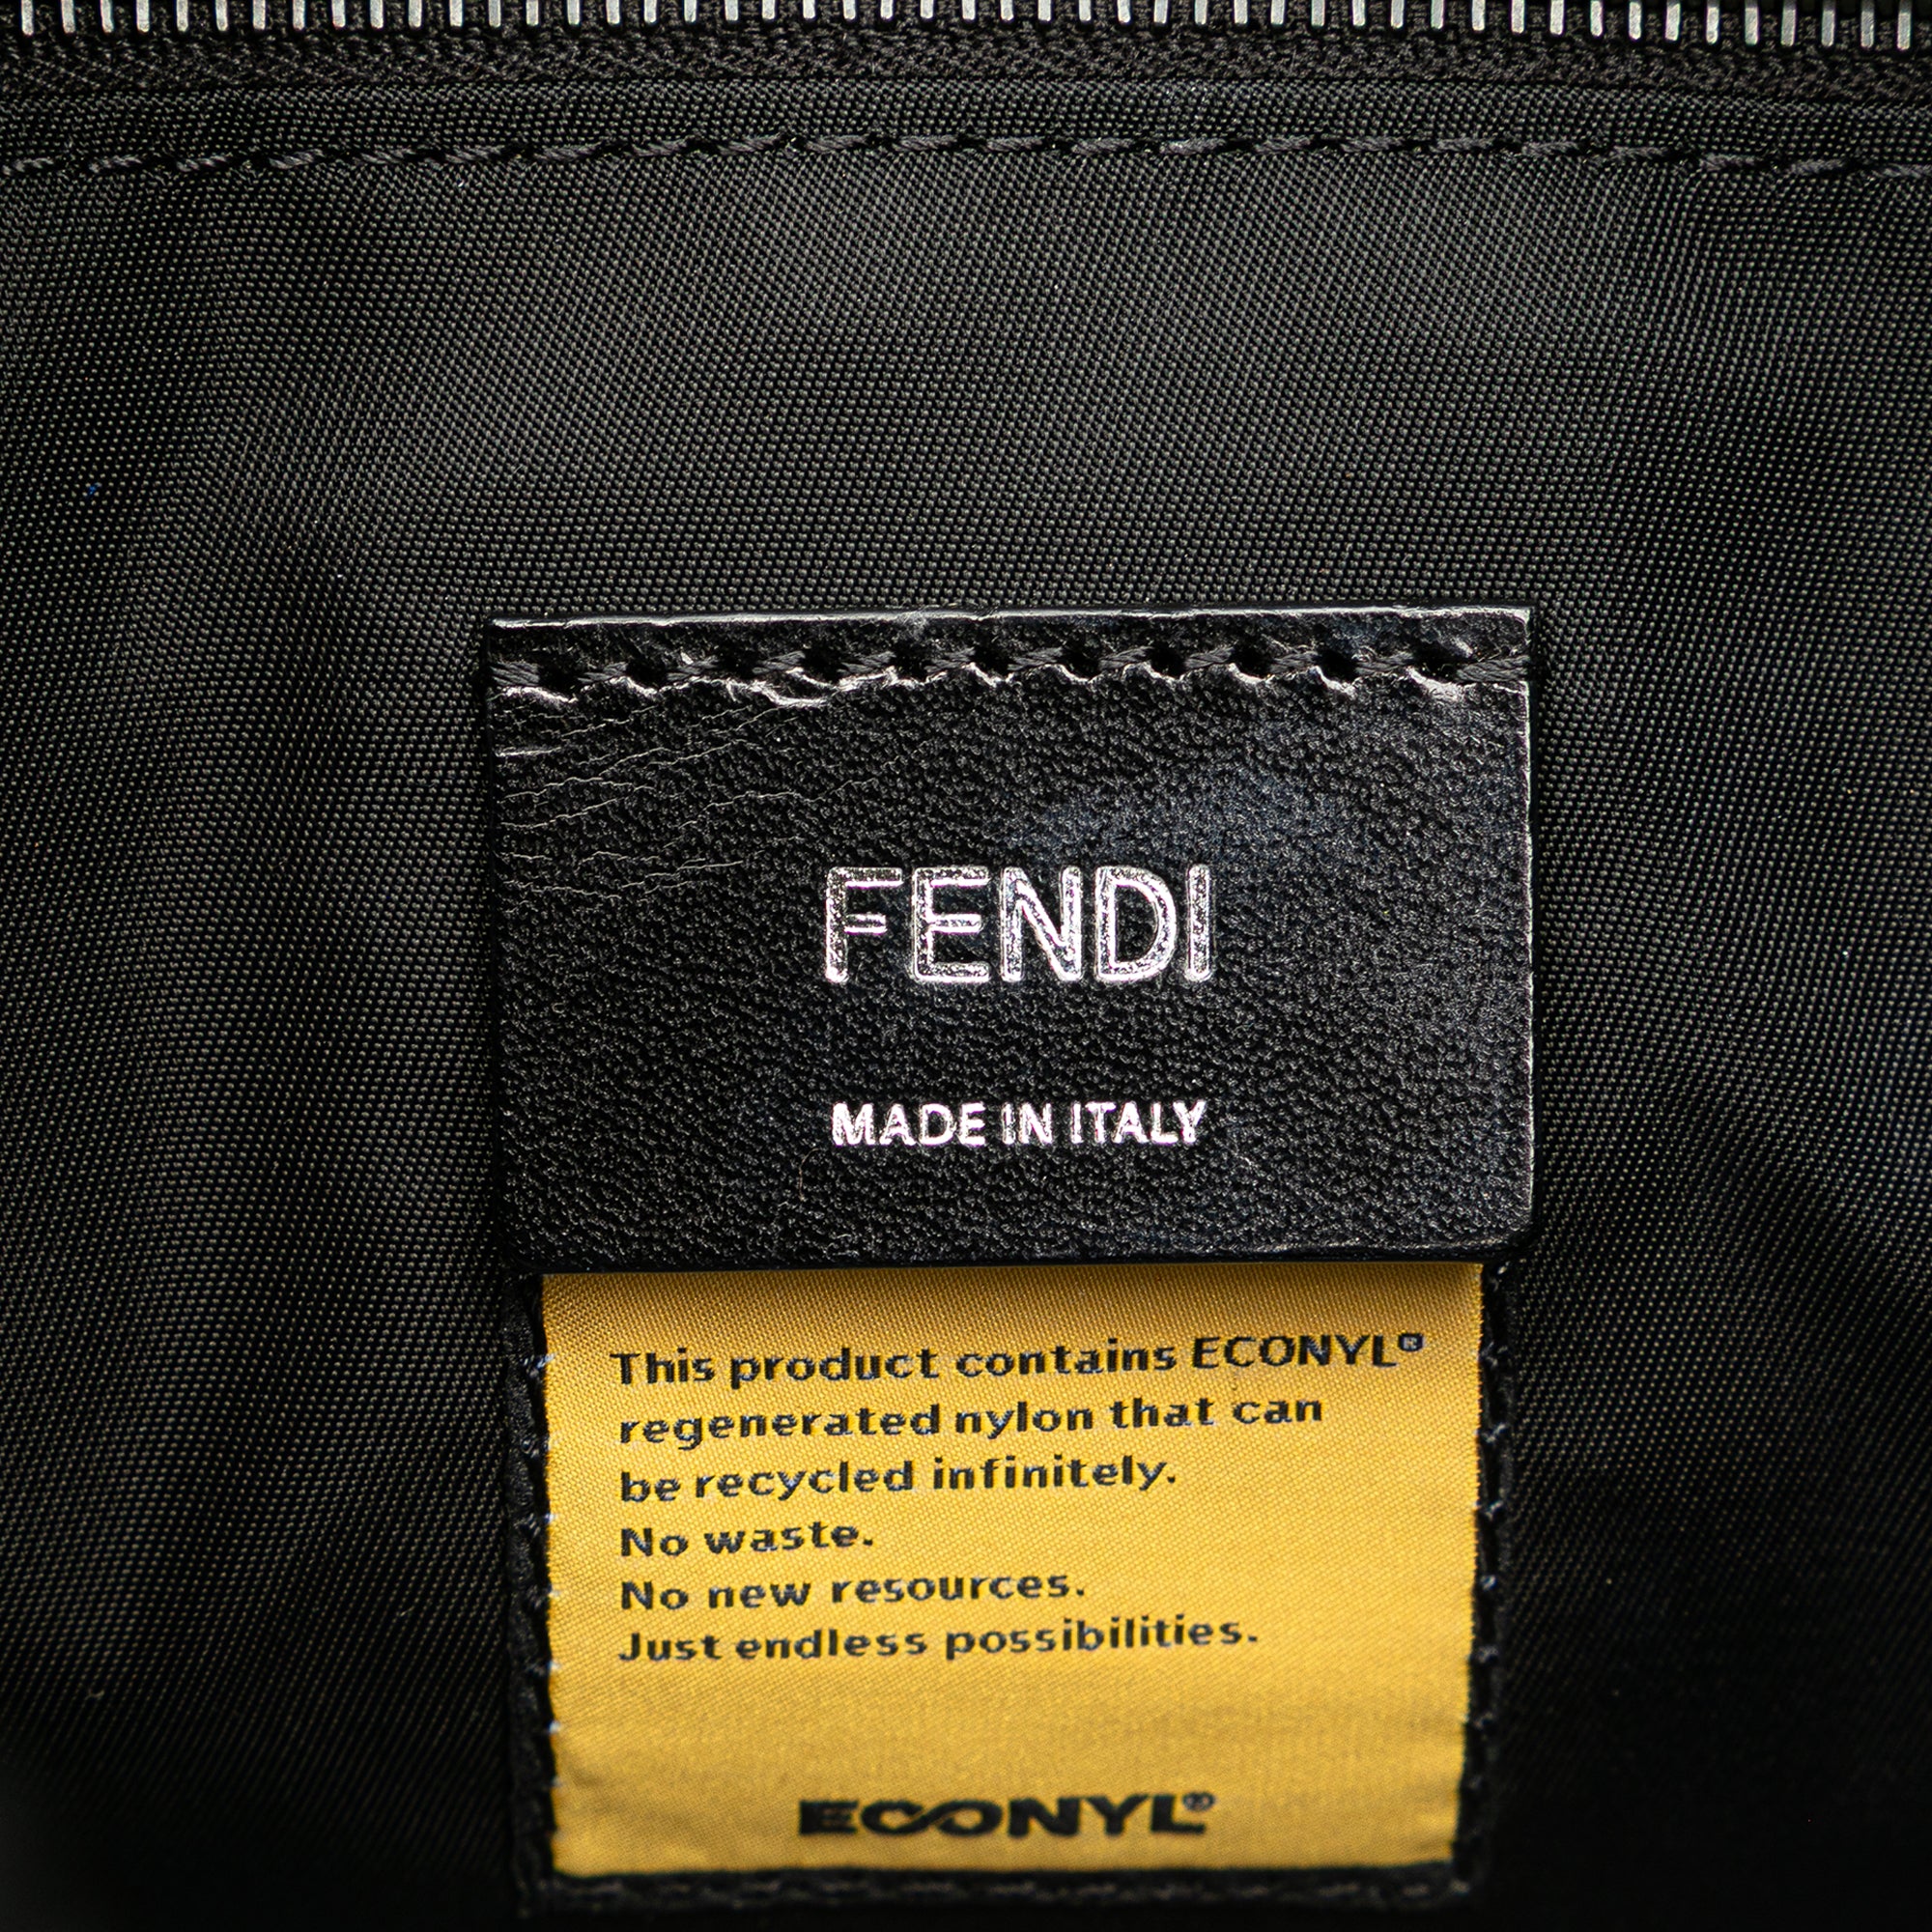 FENDI
MADE IN ITALY
This product contains ECONYL®
regenerated nylon that can
be recycled infinitely.
No waste.
No new resources.
Just endless possibilities.
ECONYL®